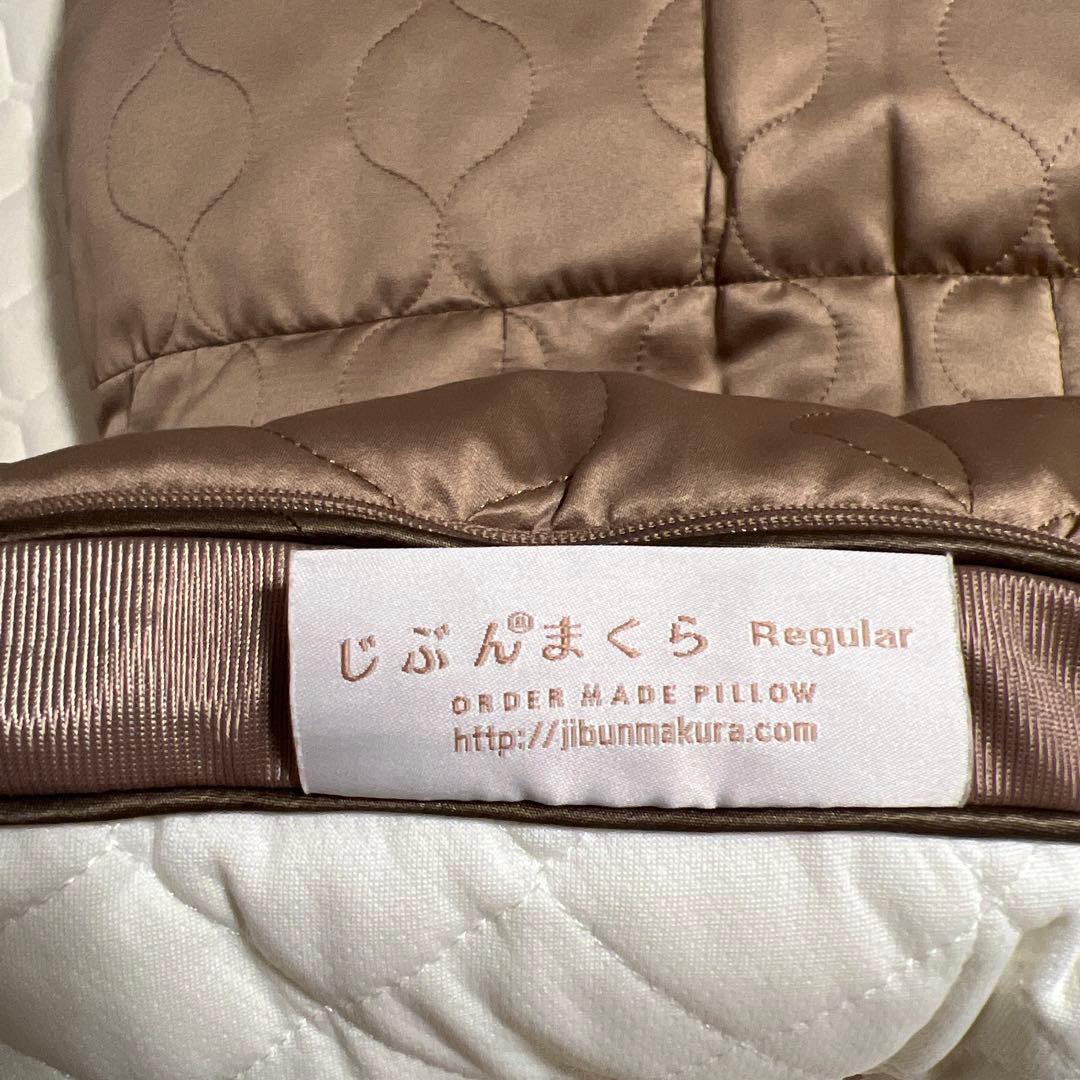 じぶん®まくら Regular
ORDER MADE PILLOW
http://jibunmakura.com